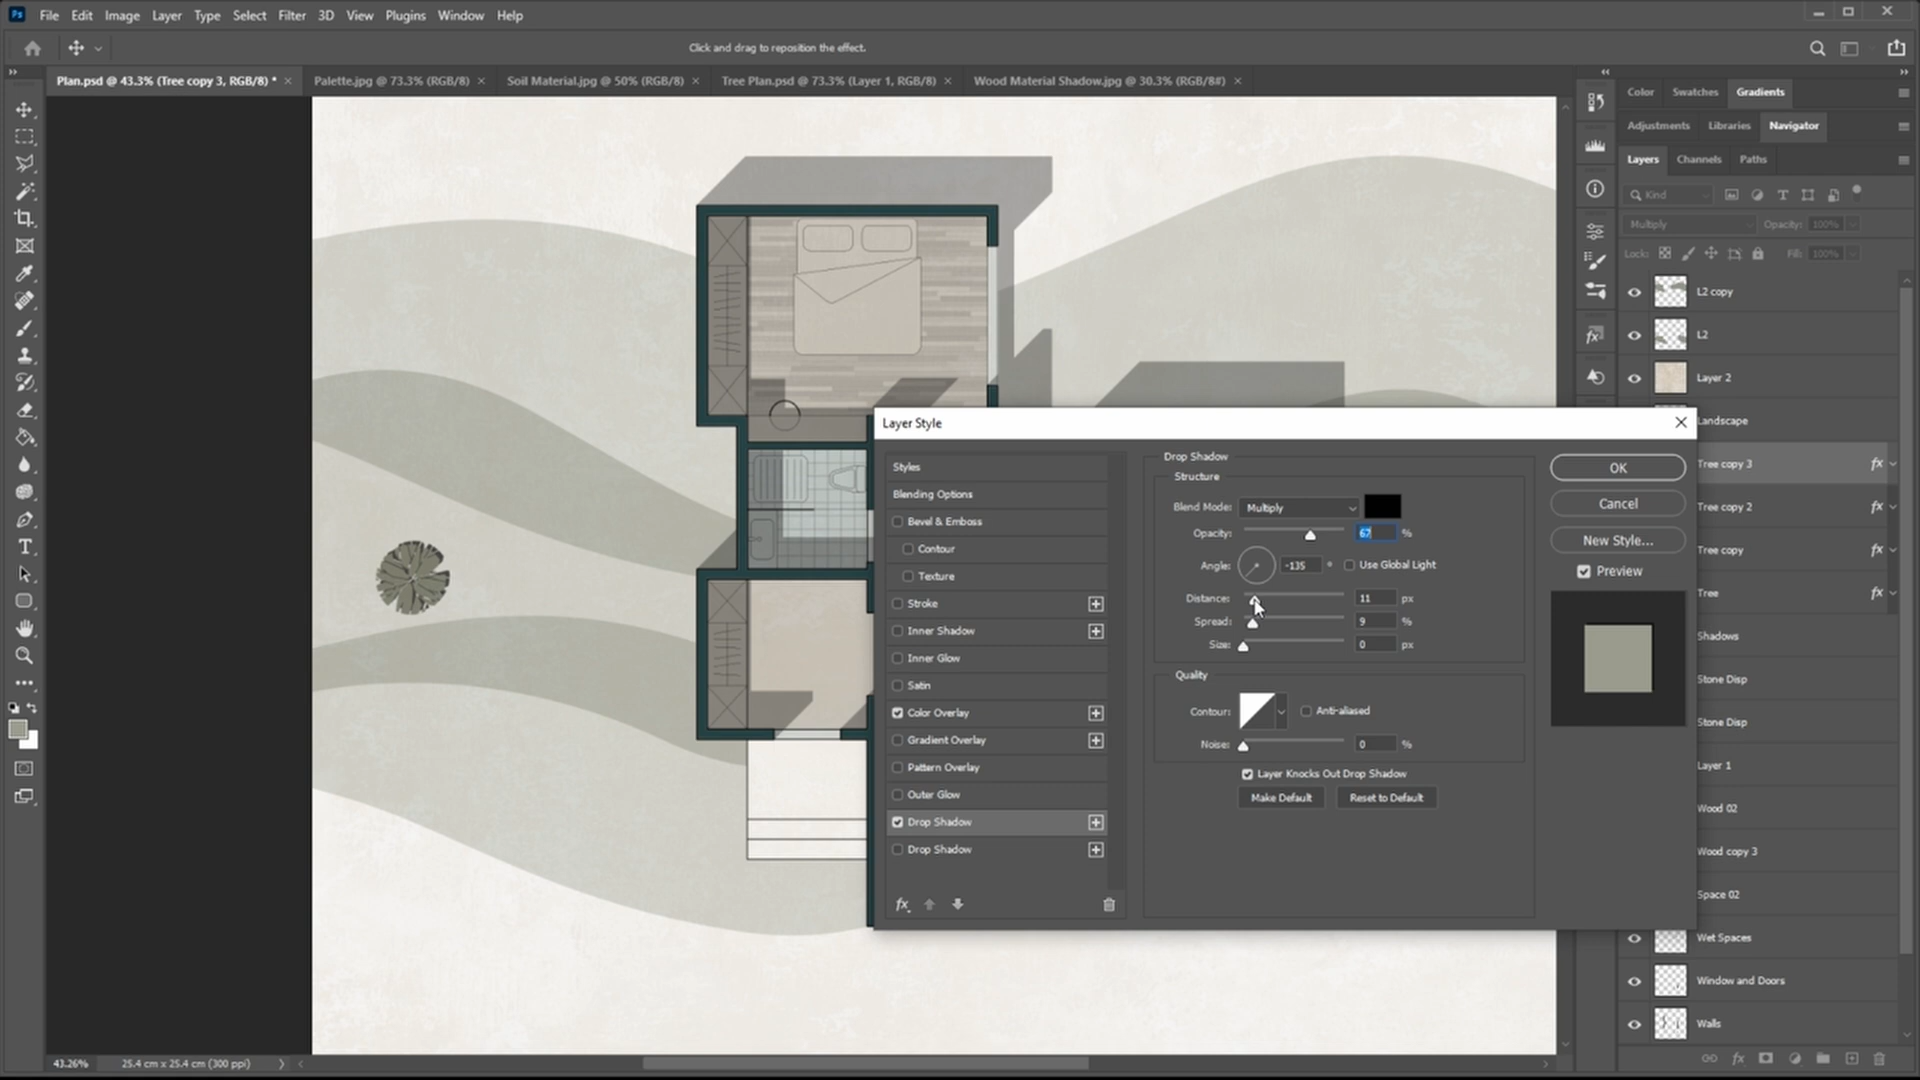 Ps File Edit Image Layer Type Select Filter 3D View Plugins Window Help
Click and drag to reposition the effect.
Plan.psd @ 43.3% (Tree copy 3, RGB/8) * × Palette.jpg @ 73.3% (RGB/8) × Soil Material.jpg @ 50% (RGB/8) × Tree Plan.psd @ 73.3% (Layer 1, RGB/8) × Wood Material Shadow.jpg @ 30.3% (RGB/8#) ×
Color Swatches Gradients
Adjustments Libraries Navigator
Layers Channels Paths
Kind
Multiply Opacity: 100%
Lock: Fill: 100%
L2 copy
L2
Layer 2
Landscape
Tree copy 3 fx
Tree copy 2 fx
Tree copy fx
Tree fx
Shadows
Stone Disp
Stone Disp
Layer 1
Wood 02
Wood copy 3
Space 02
Wet Spaces
Window and Doors
Walls
Layer Style
Styles
Blending Options
Bevel & Emboss
Contour
Texture
Stroke
Inner Shadow
Inner Glow
Satin
Color Overlay
Gradient Overlay
Pattern Overlay
Outer Glow
Drop Shadow
Drop Shadow
fx
Drop Shadow
Structure
Blend Mode: Multiply
Opacity: 67 %
Angle: -135 ° Use Global Light
Distance: 11 px
Spread: 9 %
Size: 0 px
Quality
Contour: Anti-aliased
Noise: 0 %
Layer Knocks Out Drop Shadow
Make Default Reset to Default
OK
Cancel
New Style...
Preview
43.26% 25.4 cm x 25.4 cm (300 ppi)